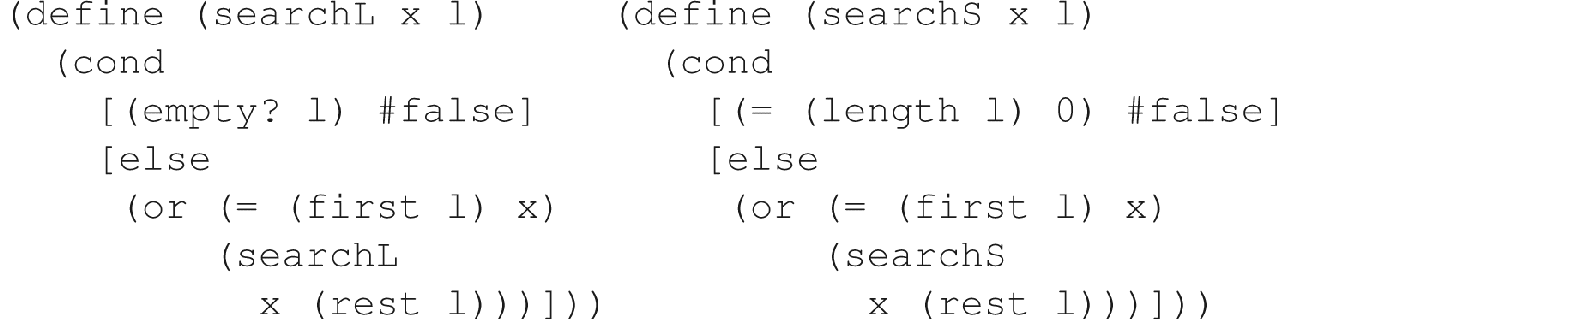 (define (searchL x l)
  (cond
    [(empty? l) #false]
    [else
     (or (= (first l) x)
         (searchL
           x (rest l)))]))
(define (searchS x l)
  (cond
    [(= (length l) 0) #false]
    [else
     (or (= (first l) x)
         (searchS
           x (rest l)))]))